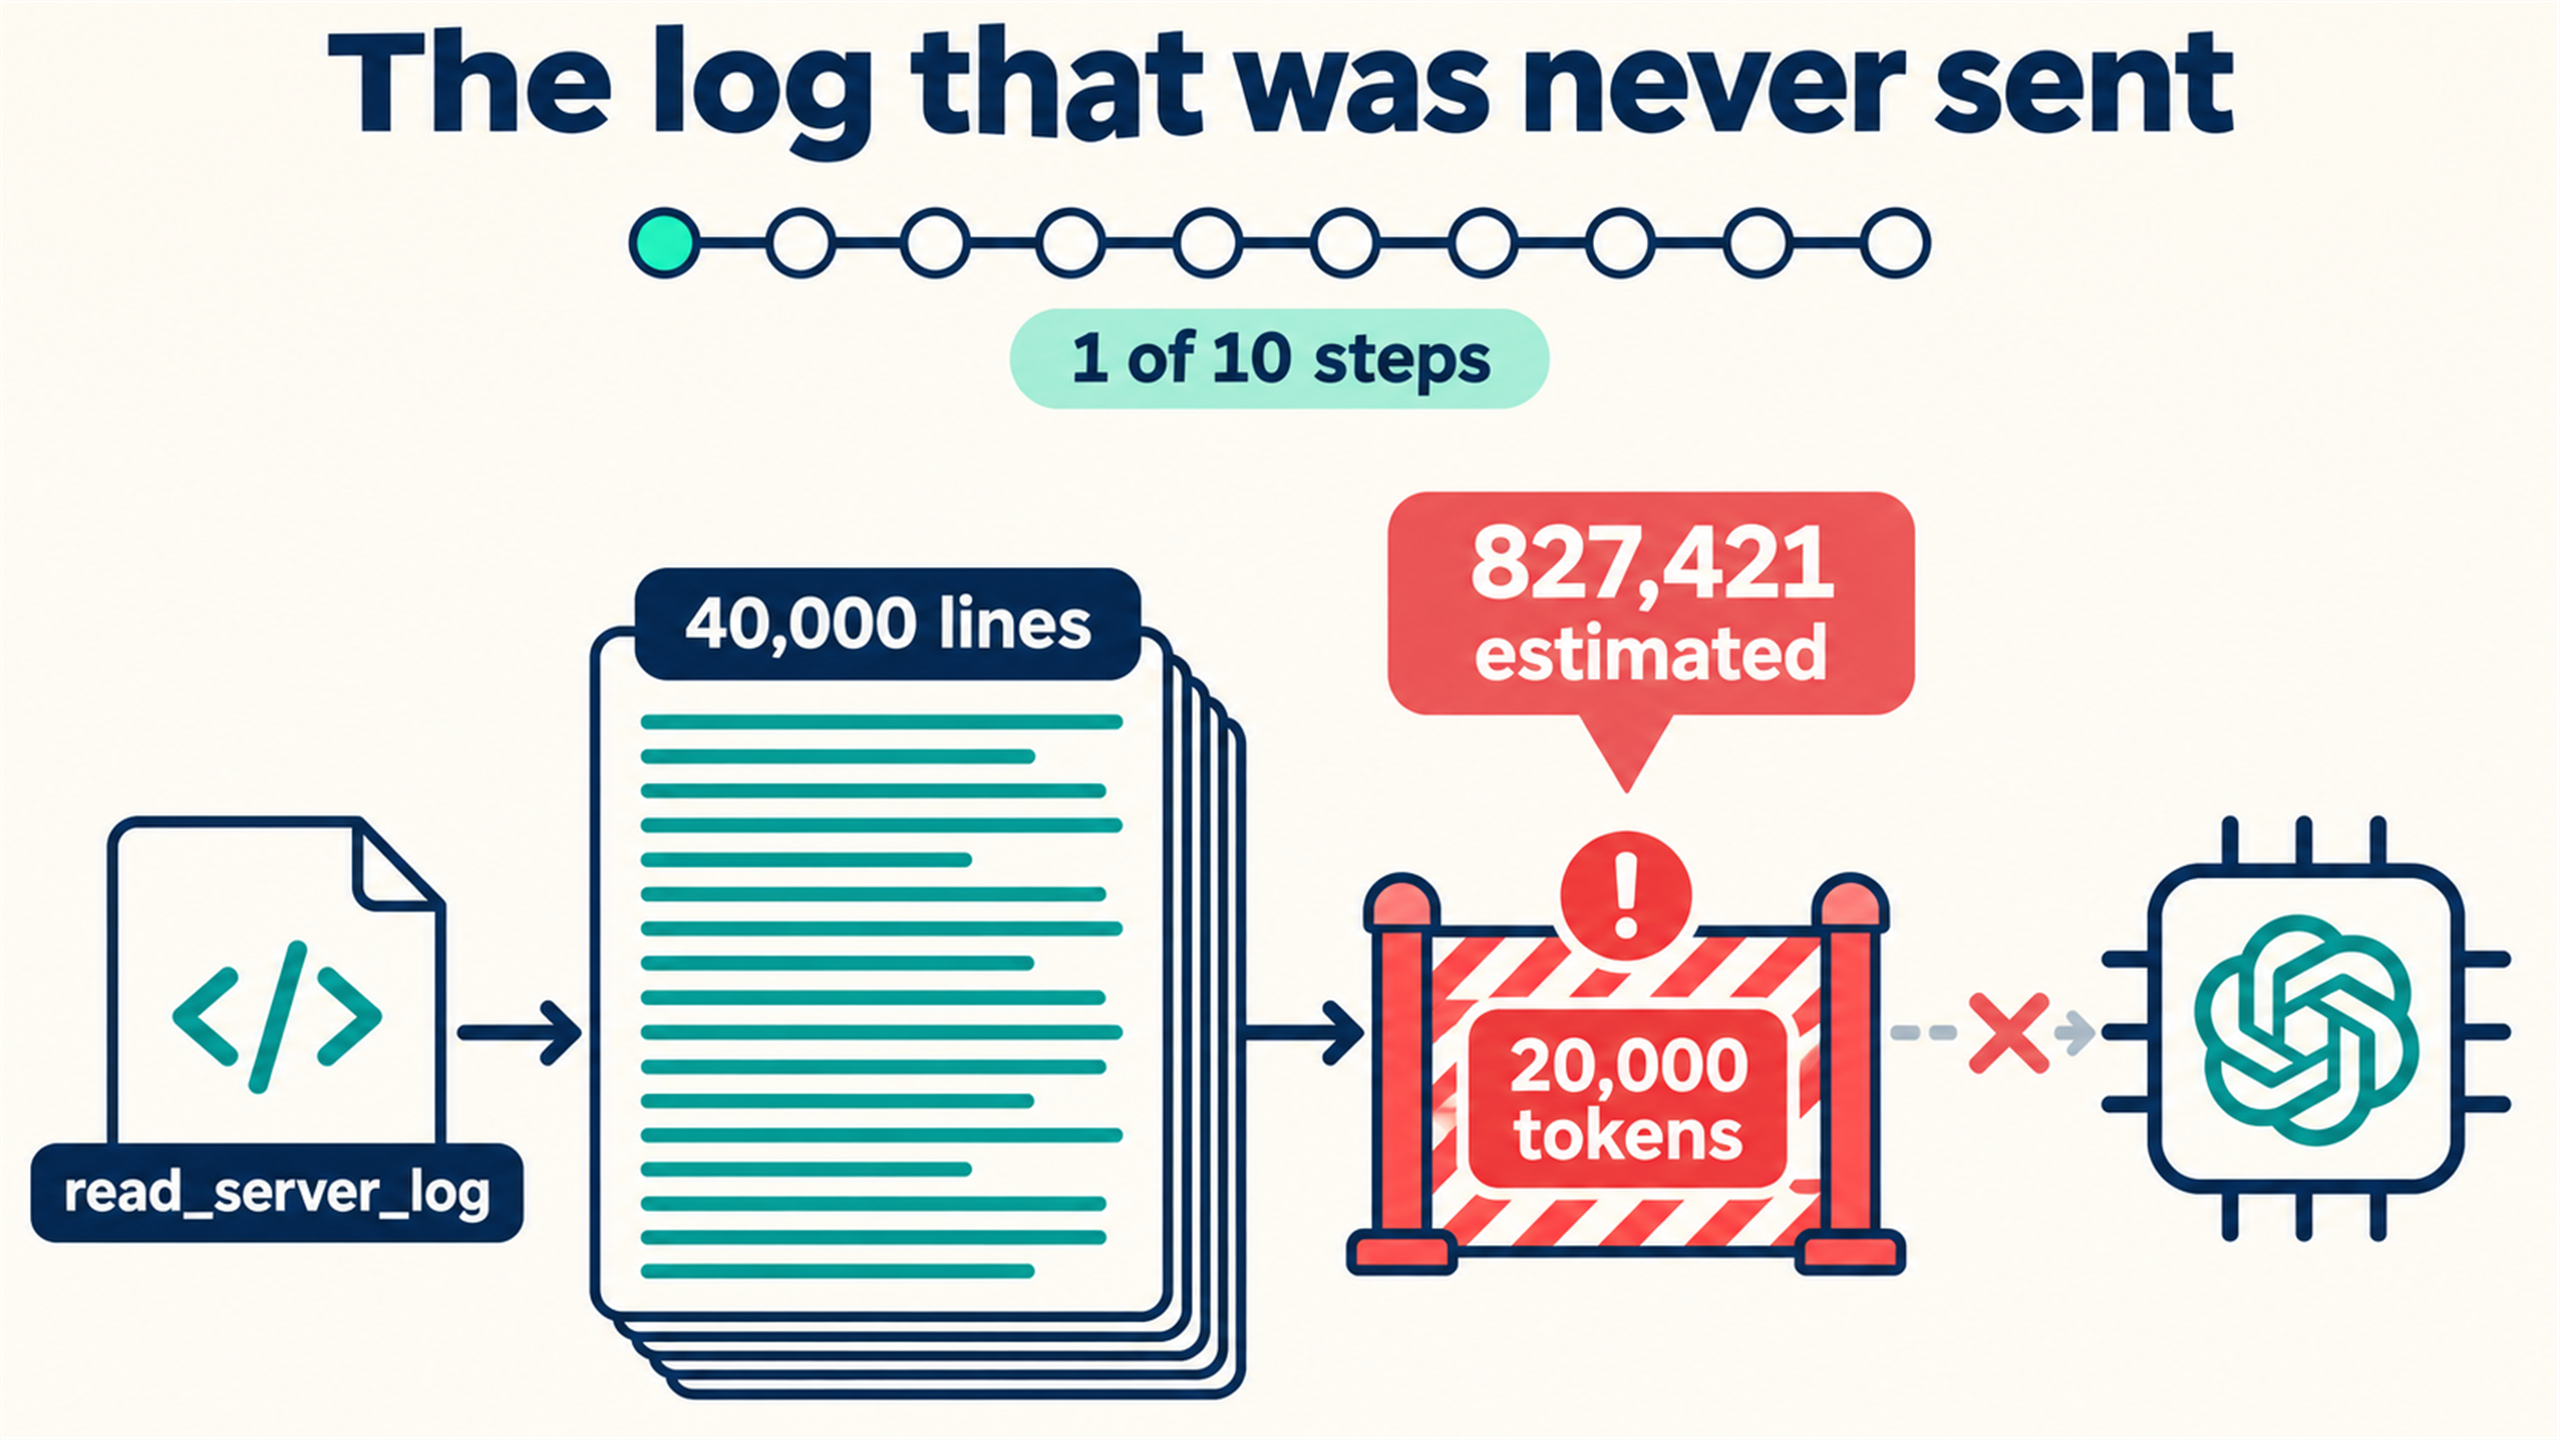 The log that was never sent
1 of 10 steps
827,421
estimated
40,000 lines
</>
20,000
tokens
read_server_log